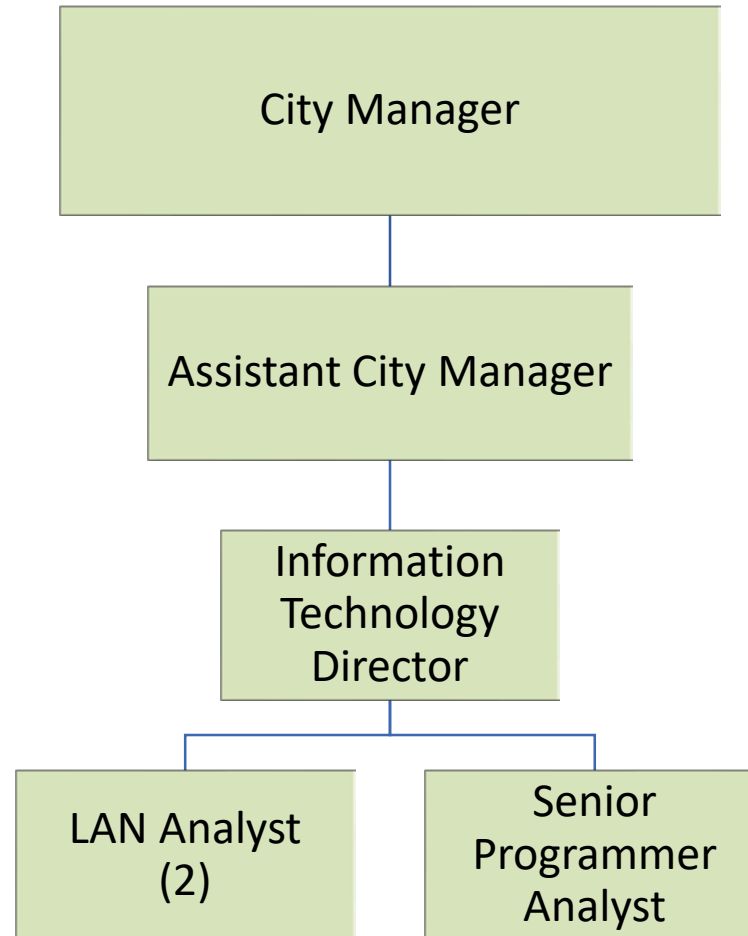 City Manager
Assistant City Manager
Information
Technology
Director
LAN Analyst
(2)
Senior
Programmer
Analyst